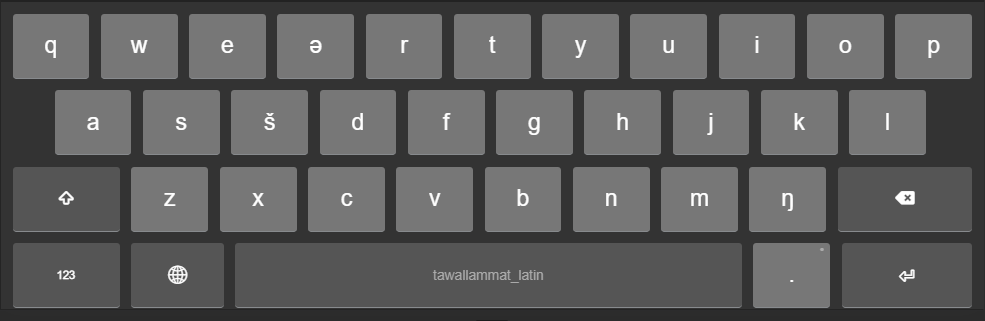 q w e ə r t y u i o p
a s š d f g h j k l
z x c v b n m ŋ
123 tawallammat_latin .